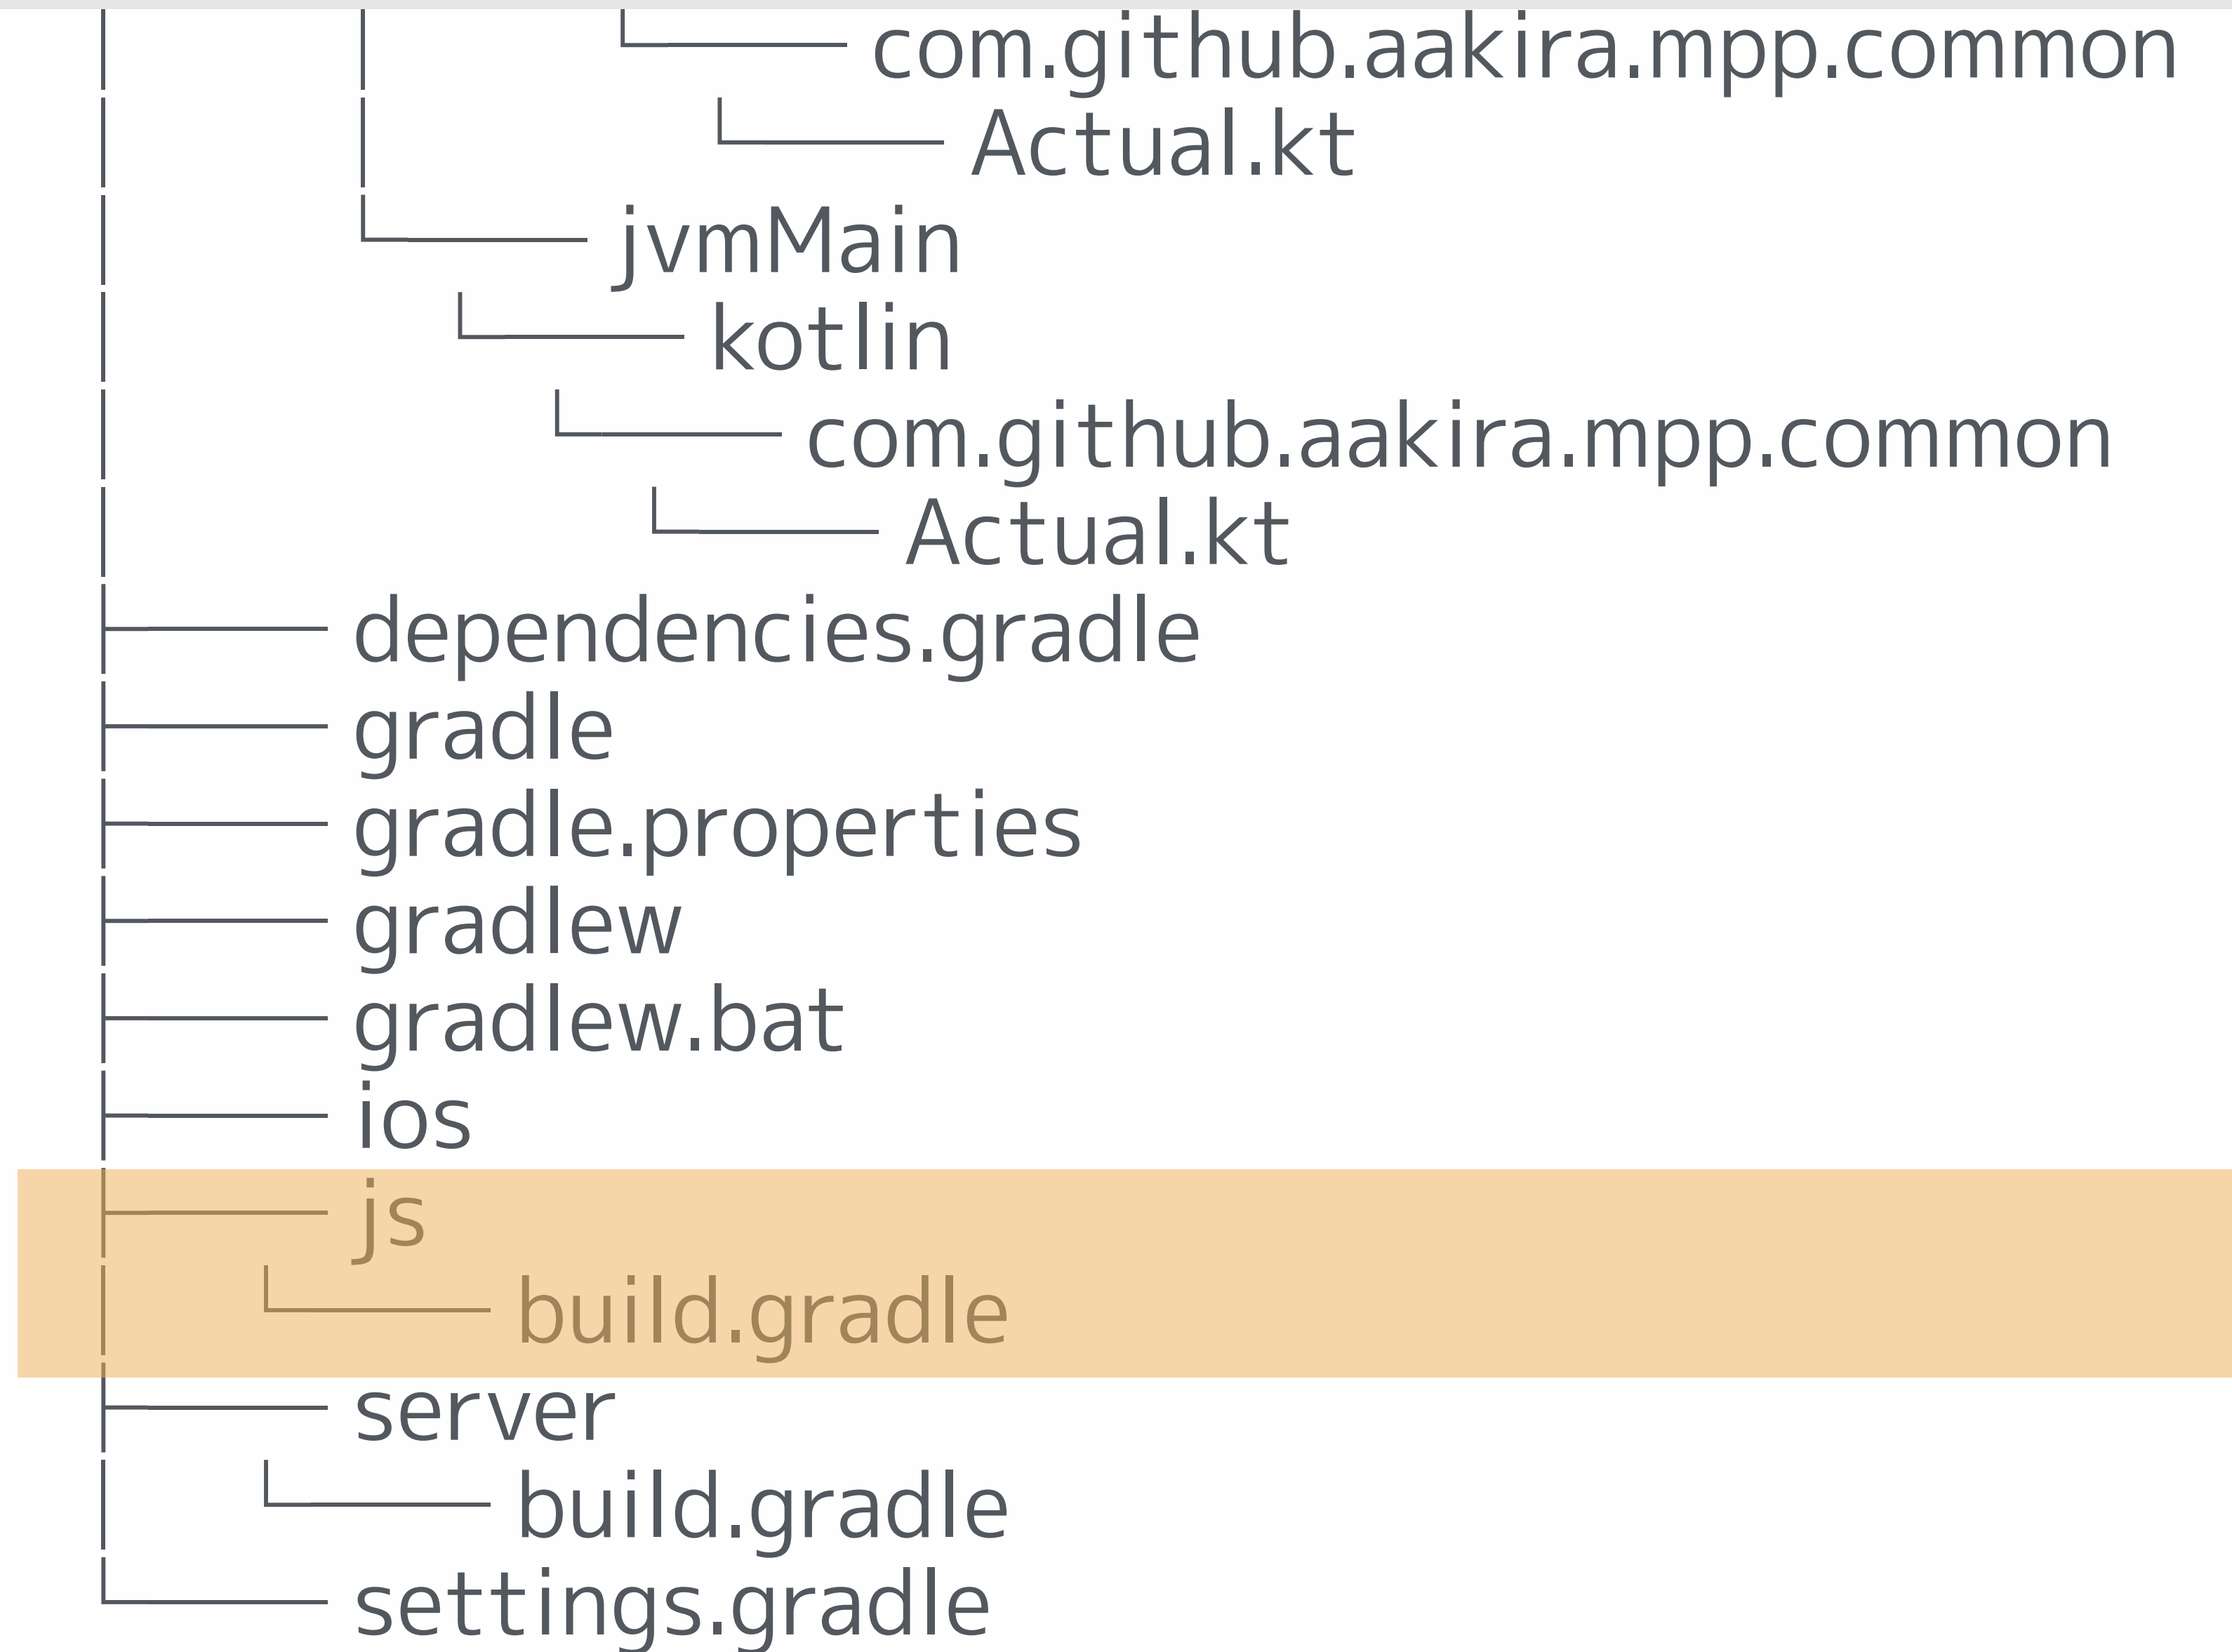 com.github.aakira.mpp.common
Actual.kt
jvmMain
kotlin
com.github.aakira.mpp.common
Actual.kt
dependencies.gradle
gradle
gradle.properties
gradlew
gradlew.bat
ios
js
build.gradle
server
build.gradle
settings.gradle